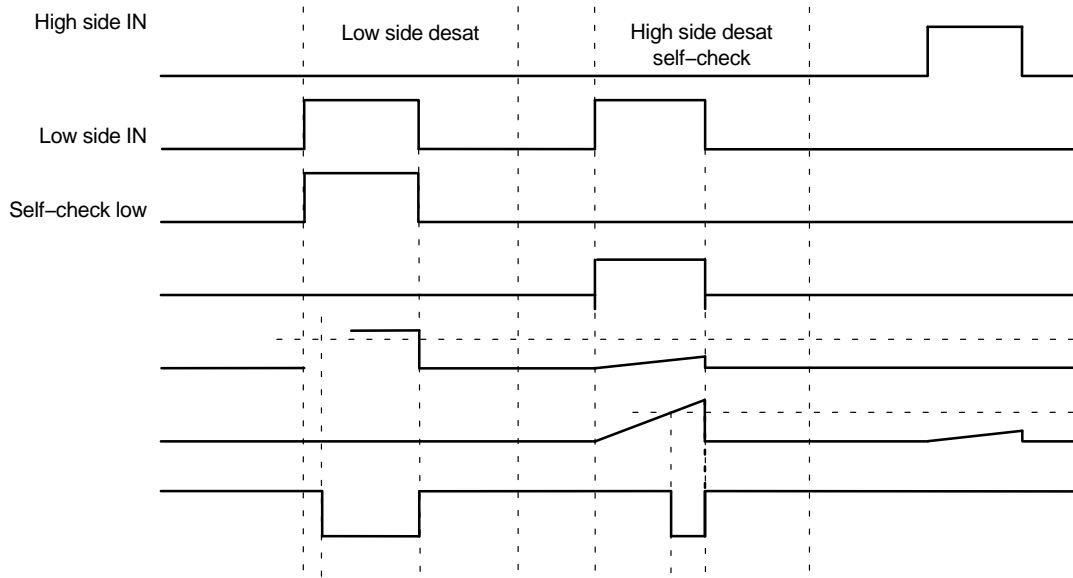 High side IN
Low side desat
High side desat
self−check
Low side IN
Self−check low